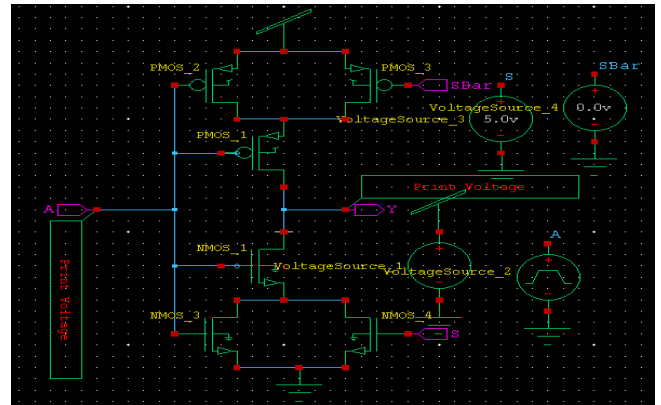 PMOS_2
PMOS_3
SBar
S
SBar
VoltageSource_4
0.0v
VoltageSource_3
5.0v
PMOS_1
Print Voltage
A
Y
A
NMOS_1
VoltageSource_1
VoltageSource_2
Print Voltage
NMOS_3
NMOS_4
S